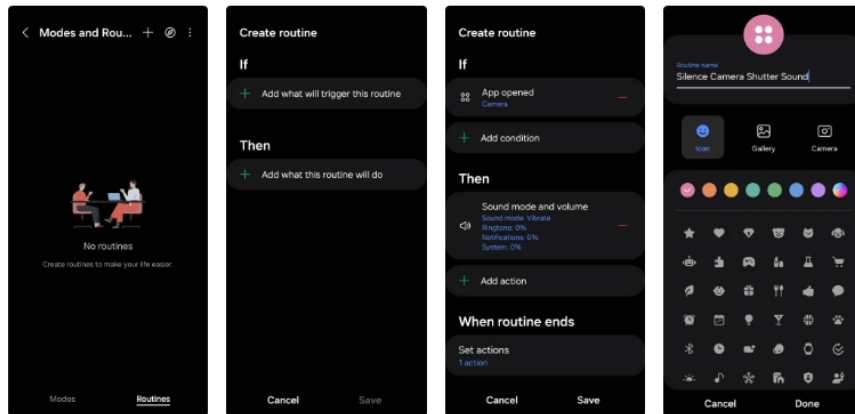 Modes and Rou...
No routines
Create routines to make your life easier.
Modes
Routines
Create routine
If
Add what will trigger this routine
Then
Add what this routine will do
Cancel
Save
Create routine
If
App opened
Camera
Add condition
Then
Sound mode and volume
Sound mode: Vibrate
Ringtone: 0%
Notifications: 0%
System: 0%
Add action
When routine ends
Set actions
1 action
Cancel
Save
Routine name
Silence Camera Shutter Sound
Icon
Gallery
Camera
Cancel
Done